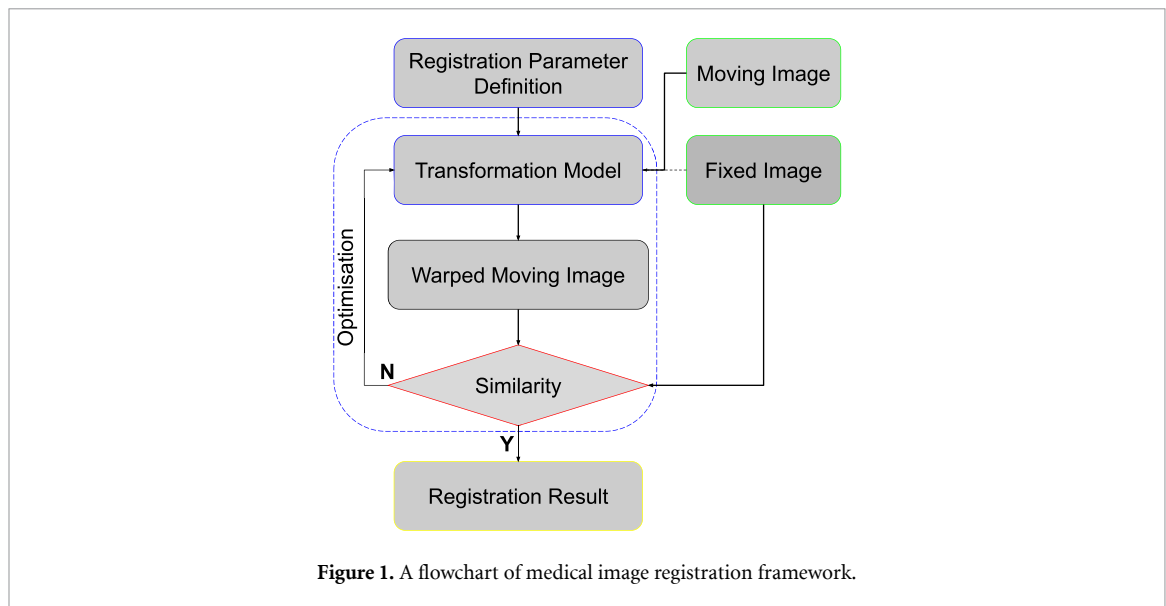 Registration Parameter
Definition
Moving Image
Transformation Model
Fixed Image
Optimisation
Warped Moving Image
N
Similarity
Y
Registration Result
Figure 1. A flowchart of medical image registration framework.